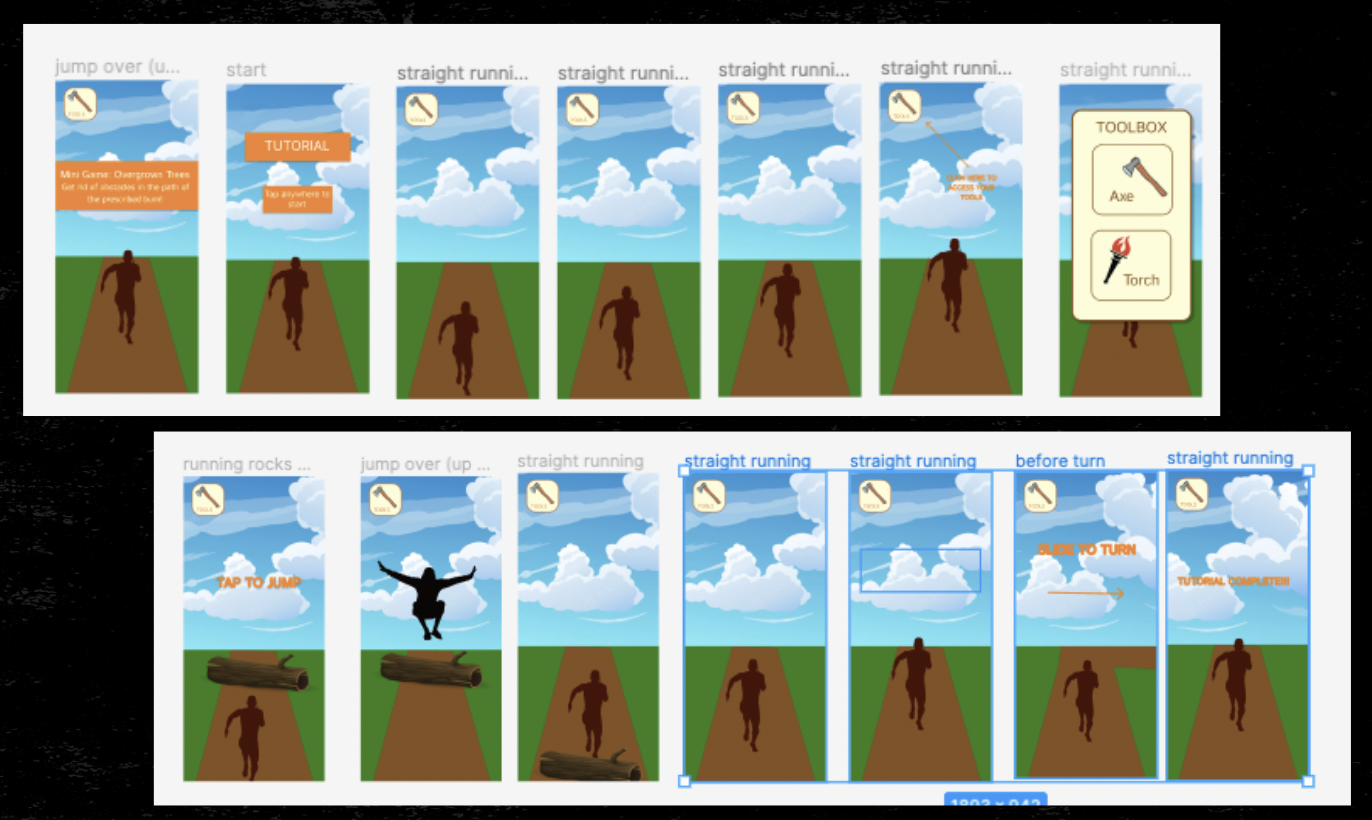 jump over (u...
start
straight runni...
straight runni...
straight runni...
straight runni...
straight runni...
TOOLS
TUTORIAL
Tap anywhere to
start
Mini Game: Overgrown Trees
Get rid of obstacles in the path of
the prescribed burn!
TOOLS
TOOLS
TOOLS
TOOLS
CLICK HERE TO
ACCESS YOUR
TOOLS
TOOLBOX
Axe
Torch
running rocks ...
jump over (up ...
straight running
straight running
straight running
before turn
straight running
TOOLS
TOOLS
TOOLS
TOOLS
TOOLS
TOOLS
TOOLS
TAP TO JUMP
SLIDE TO TURN
TUTORIAL COMPLETE!!!